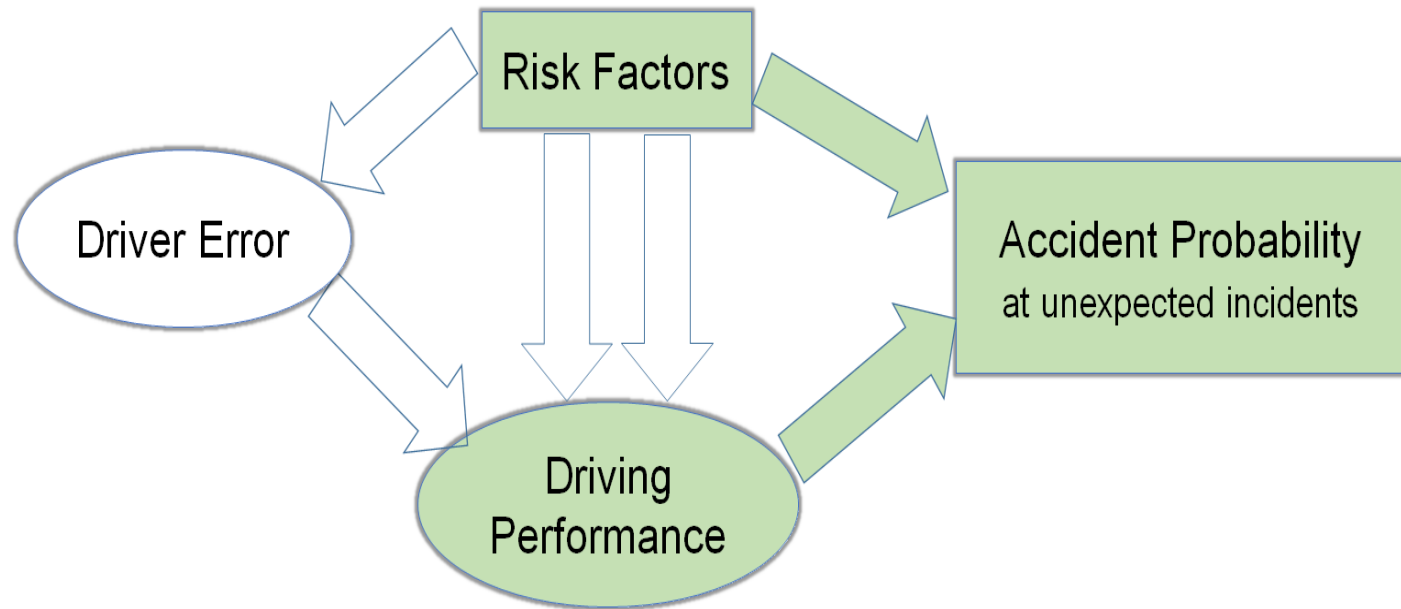 Risk Factors
Driver Error
Accident Probability
at unexpected incidents
Driving
Performance